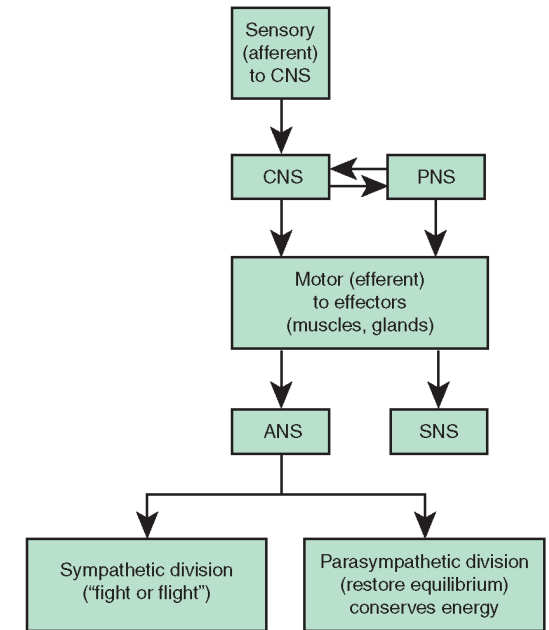 Sensory
(afferent)
to CNS
CNS
PNS
Motor (efferent)
to effectors
(muscles, glands)
ANS
SNS
Sympathetic division
(“fight or flight”)
Parasympathetic division
(restore equilibrium)
conserves energy